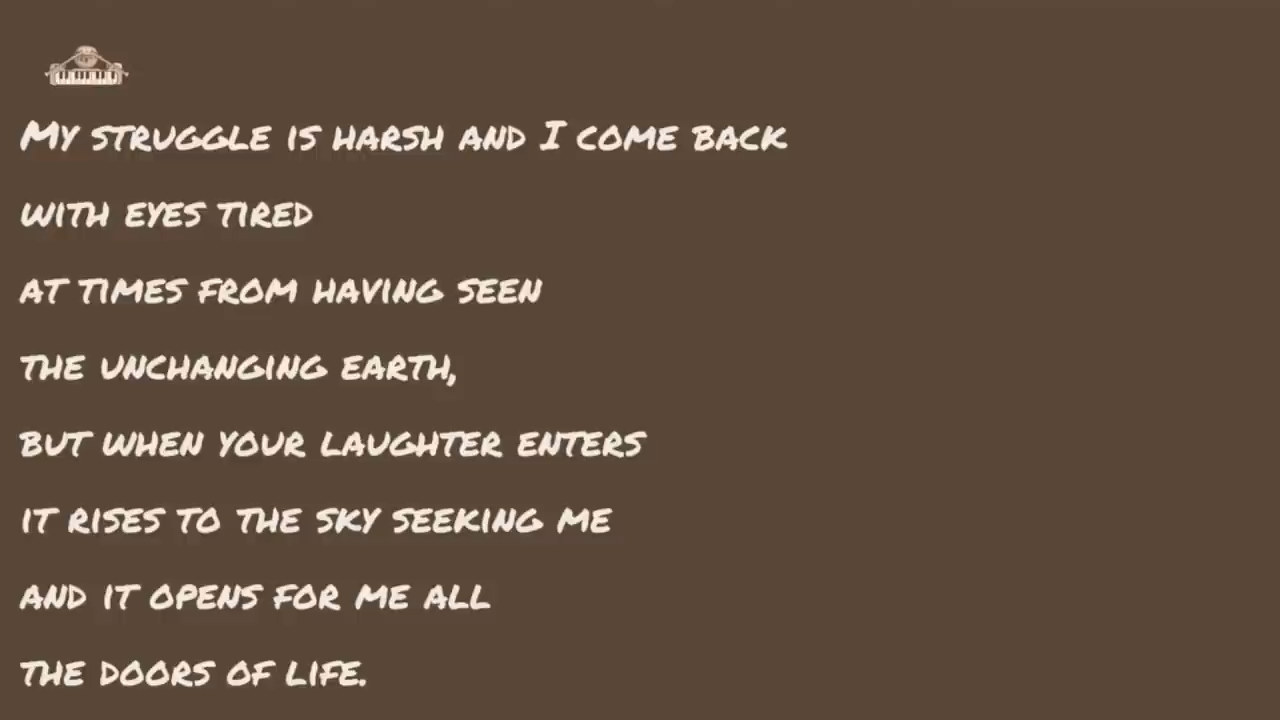 My struggle is harsh and I come back
with eyes tired
at times from having seen
the unchanging earth,
but when your laughter enters
it rises to the sky seeking me
and it opens for me all
the doors of life.